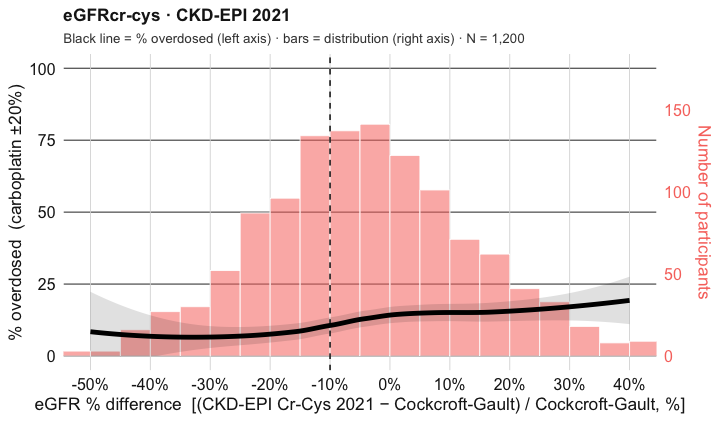 eGFRcr-cys · CKD-EPI 2021
Black line = % overdosed (left axis) · bars = distribution (right axis) · N = 1,200
% overdosed (carboplatin ±20%)
100
75
50
25
0
150
100
50
0
Number of participants
-50% -40% -30% -20% -10% 0% 10% 20% 30% 40%
eGFR % difference [(CKD-EPI Cr-Cys 2021 − Cockcroft-Gault) / Cockcroft-Gault, %]